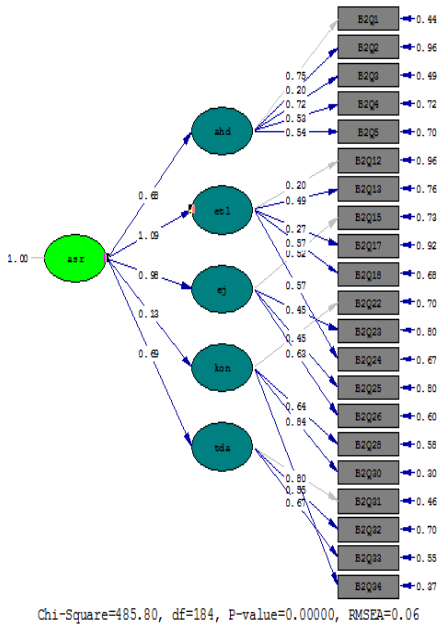 B2Q1 0.44
B2Q2 0.96
0.75
0.20
B2Q3 0.49
0.72
B2Q4 0.72
0.53
ahd
0.54
B2Q5 0.70
B2Q12 0.96
0.68
0.20
B2Q13 0.76
0.49
etl
B2Q15 0.73
0.27
1.09
0.57
B2Q17 0.92
0.52
1.00 asr
B2Q18 0.68
0.98
ej
0.57
B2Q22 0.70
0.45
B2Q23 0.80
0.13
0.45
B2Q24 0.67
0.63
0.69
kon
B2Q25 0.80
0.64
B2Q26 0.60
0.84
B2Q28 0.58
tda
B2Q30 0.30
0.80
B2Q31 0.46
0.67
B2Q32 0.70
B2Q33 0.55
B2Q34 0.37
Chi-Square=485.80, df=184, P-value=0.00000, RMSEA=0.06